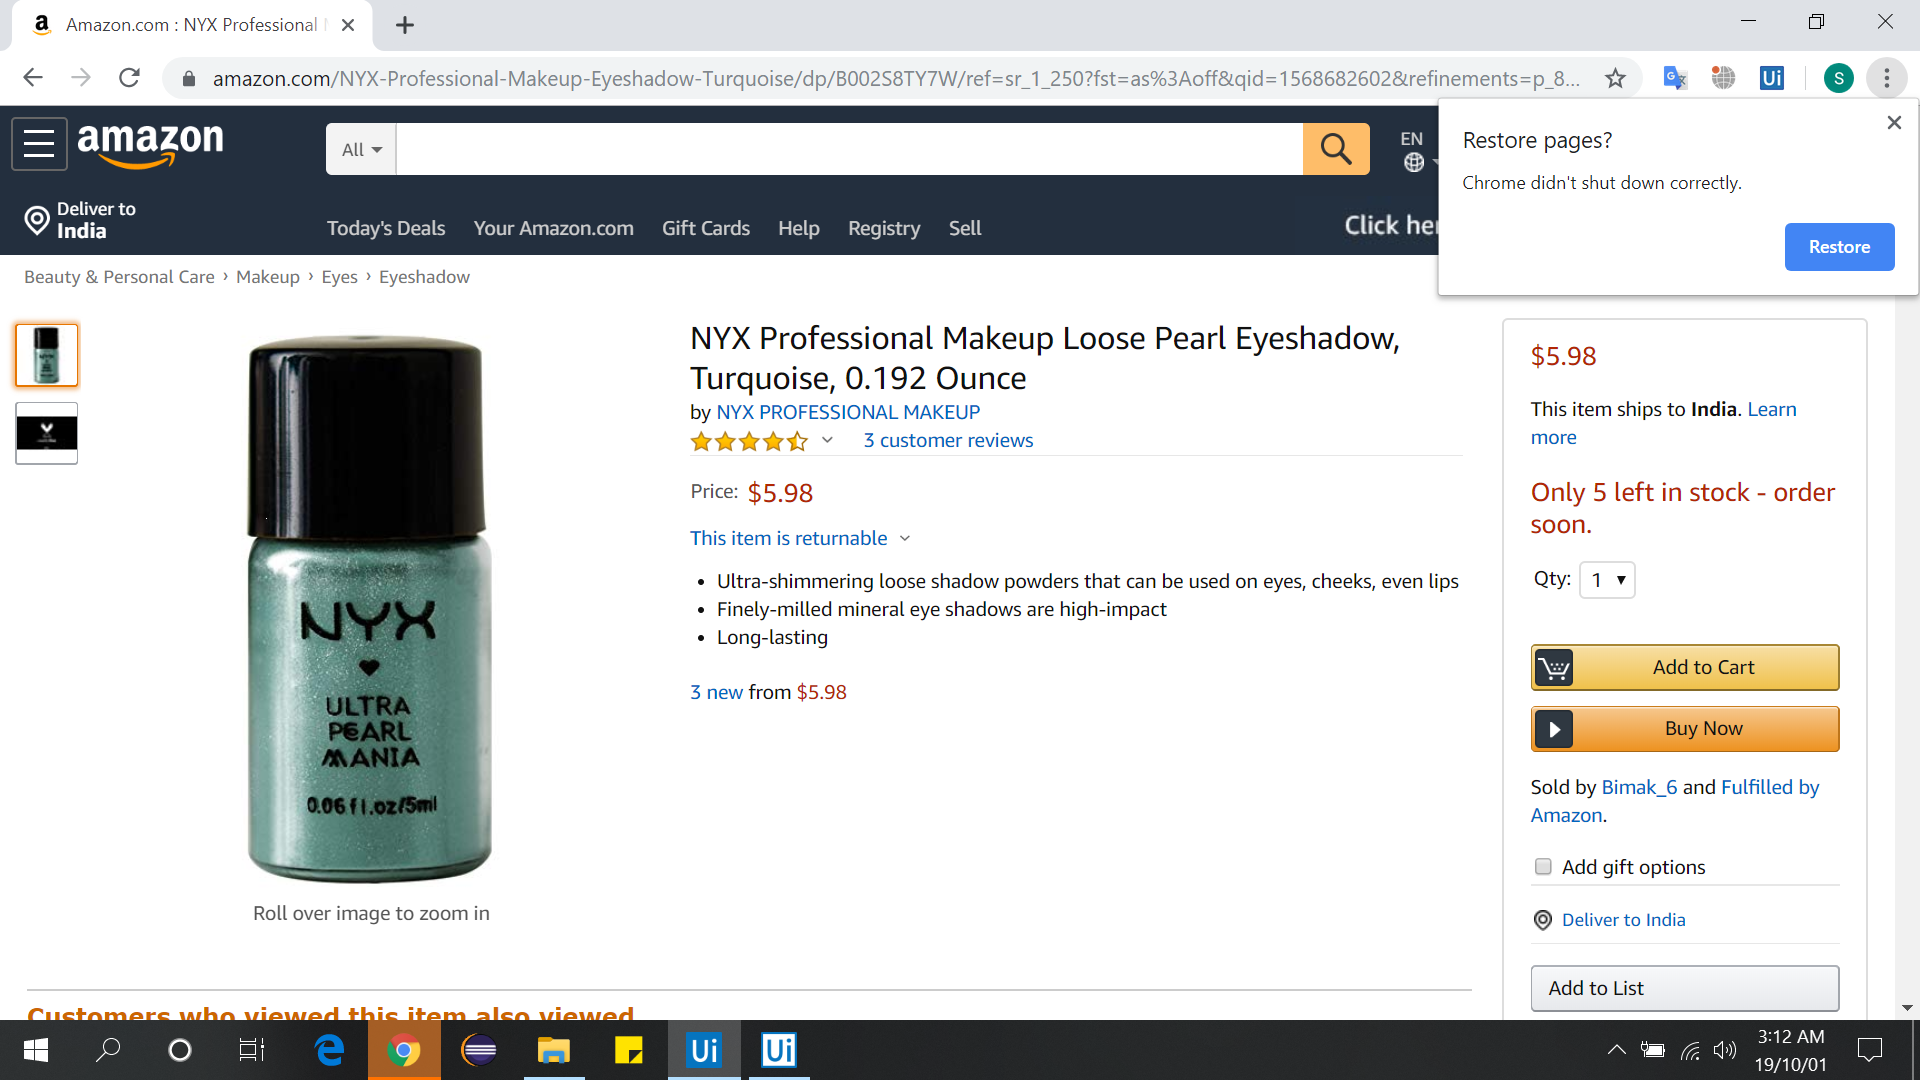 Amazon.com : NYX Professional
amazon.com/NYX-Professional-Makeup-Eyeshadow-Turquoise/dp/B002S8TY7W/ref=sr_1_250?fst=as%3Aoff&qid=1568682602&refinements=p_8...
Ui
S
Restore pages?
Chrome didn't shut down correctly.
Restore
amazon
All
EN
Deliver to
India
Today's Deals
Your Amazon.com
Gift Cards
Help
Registry
Sell
Click
Beauty & Personal Care › Makeup › Eyes › Eyeshadow
NYX
ULTRA
PEARL
MANIA
0.06 fl.oz/5ml
Roll over image to zoom in
NYX Professional Makeup Loose Pearl Eyeshadow,
Turquoise, 0.192 Ounce
by NYX PROFESSIONAL MAKEUP
3 customer reviews
Price: $5.98
This item is returnable
• Ultra-shimmering loose shadow powders that can be used on eyes, cheeks, even lips
• Finely-milled mineral eye shadows are high-impact
• Long-lasting
3 new from $5.98
$5.98
This item ships to India. Learn
more
Only 5 left in stock - order
soon.
Qty: 1
Add to Cart
Buy Now
Sold by Bimak_6 and Fulfilled by
Amazon.
Add gift options
Deliver to India
Add to List
Customers who viewed this item also viewed
Ui
Ui
3:12 AM
19/10/01